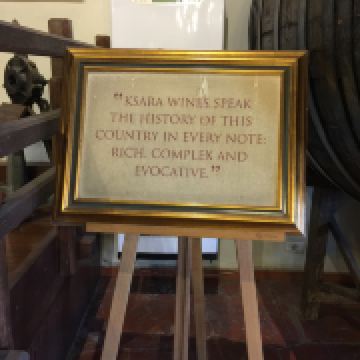 "KSARA WINES SPEAK
THE HISTORY OF THIS
COUNTRY IN EVERY NOTE:
RICH, COMPLEX AND
EVOCATIVE."